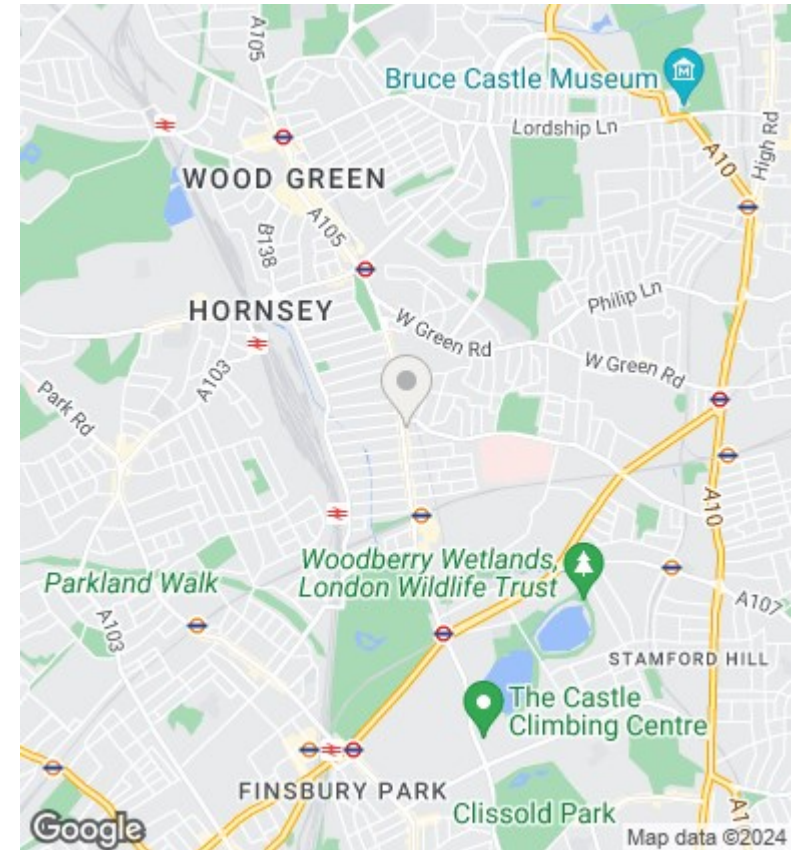 A105
Bruce Castle Museum
Lordship Ln
High Rd
A10
WOOD GREEN
A105
B138
Philip Ln
HORNSEY
W Green Rd
A103
W Green Rd
Park Rd
A10
Woodberry Wetlands,
London Wildlife Trust
Parkland Walk
A107
A103
STAMFORD HILL
The Castle
Climbing Centre
FINSBURY PARK
Clissold Park
Google
Map data ©2024